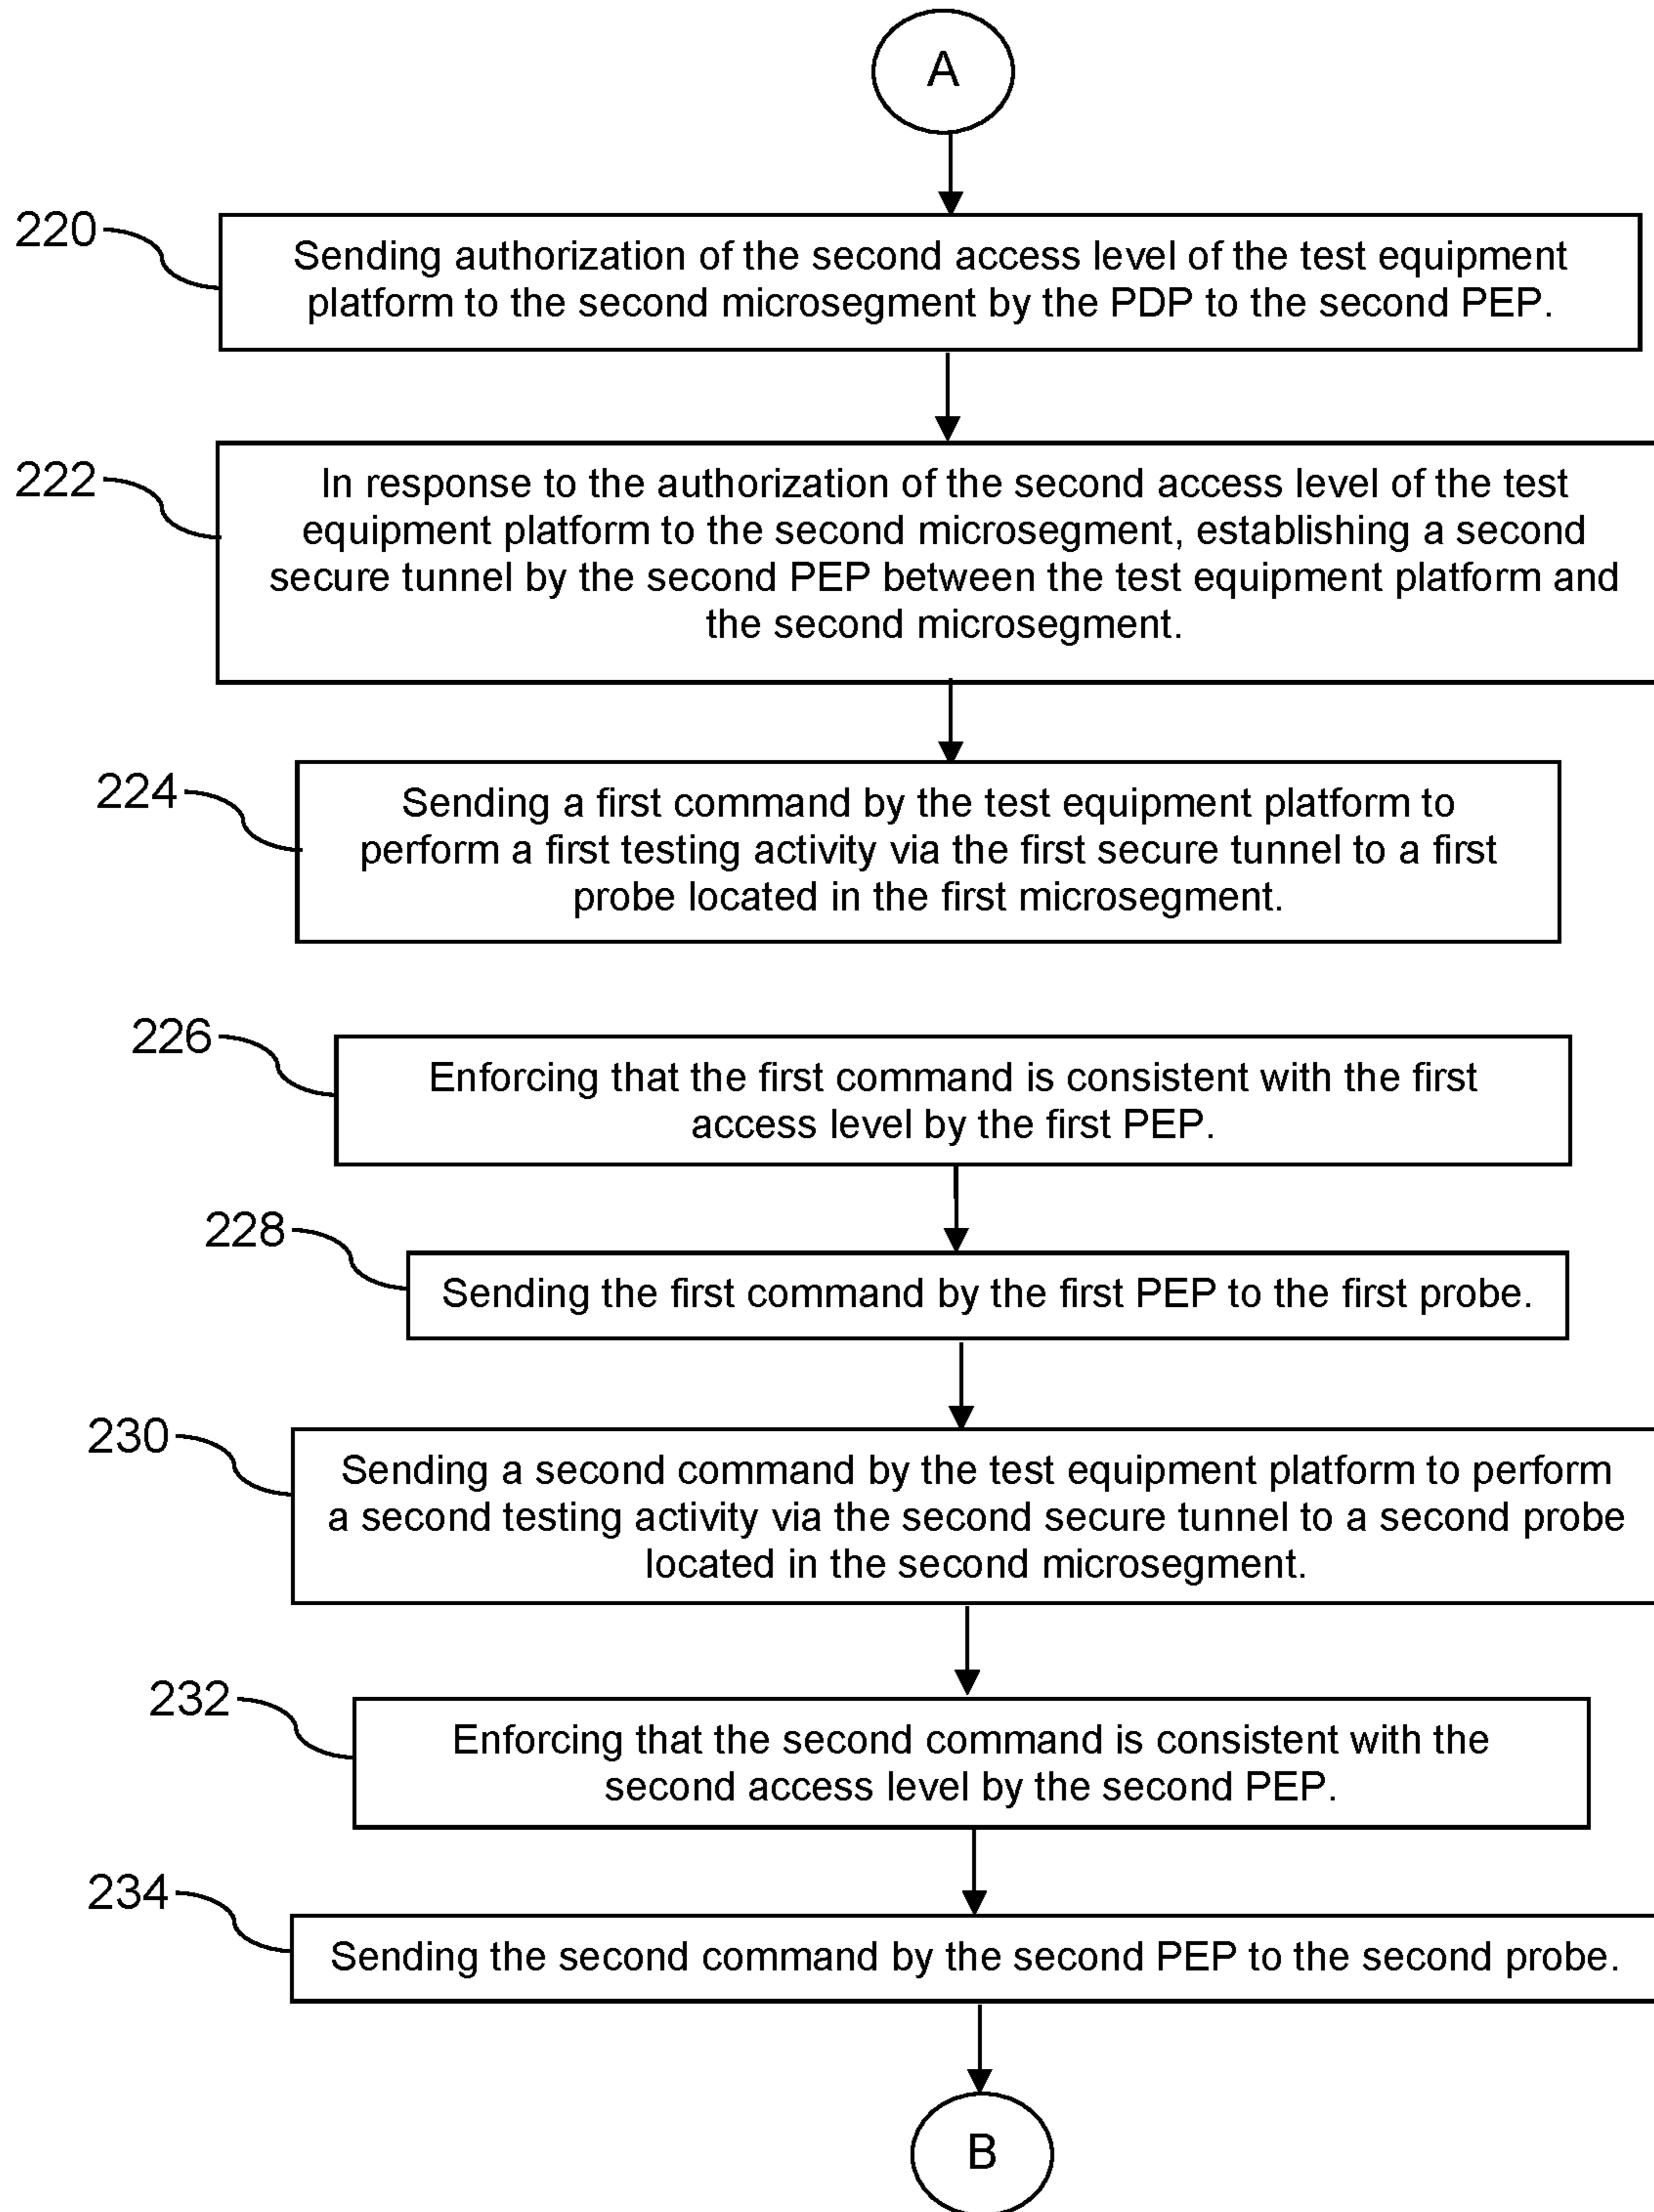 A
220
Sending authorization of the second access level of the test equipment
platform to the second microsegment by the PDP to the second PEP.
222
In response to the authorization of the second access level of the test
equipment platform to the second microsegment, establishing a second
secure tunnel by the second PEP between the test equipment platform and
the second microsegment.
224
Sending a first command by the test equipment platform to
perform a first testing activity via the first secure tunnel to a first
probe located in the first microsegment.
226
Enforcing that the first command is consistent with the first
access level by the first PEP.
228
Sending the first command by the first PEP to the first probe.
230
Sending a second command by the test equipment platform to perform
a second testing activity via the second secure tunnel to a second probe
located in the second microsegment.
232
Enforcing that the second command is consistent with the
second access level by the second PEP.
234
Sending the second command by the second PEP to the second probe.
B